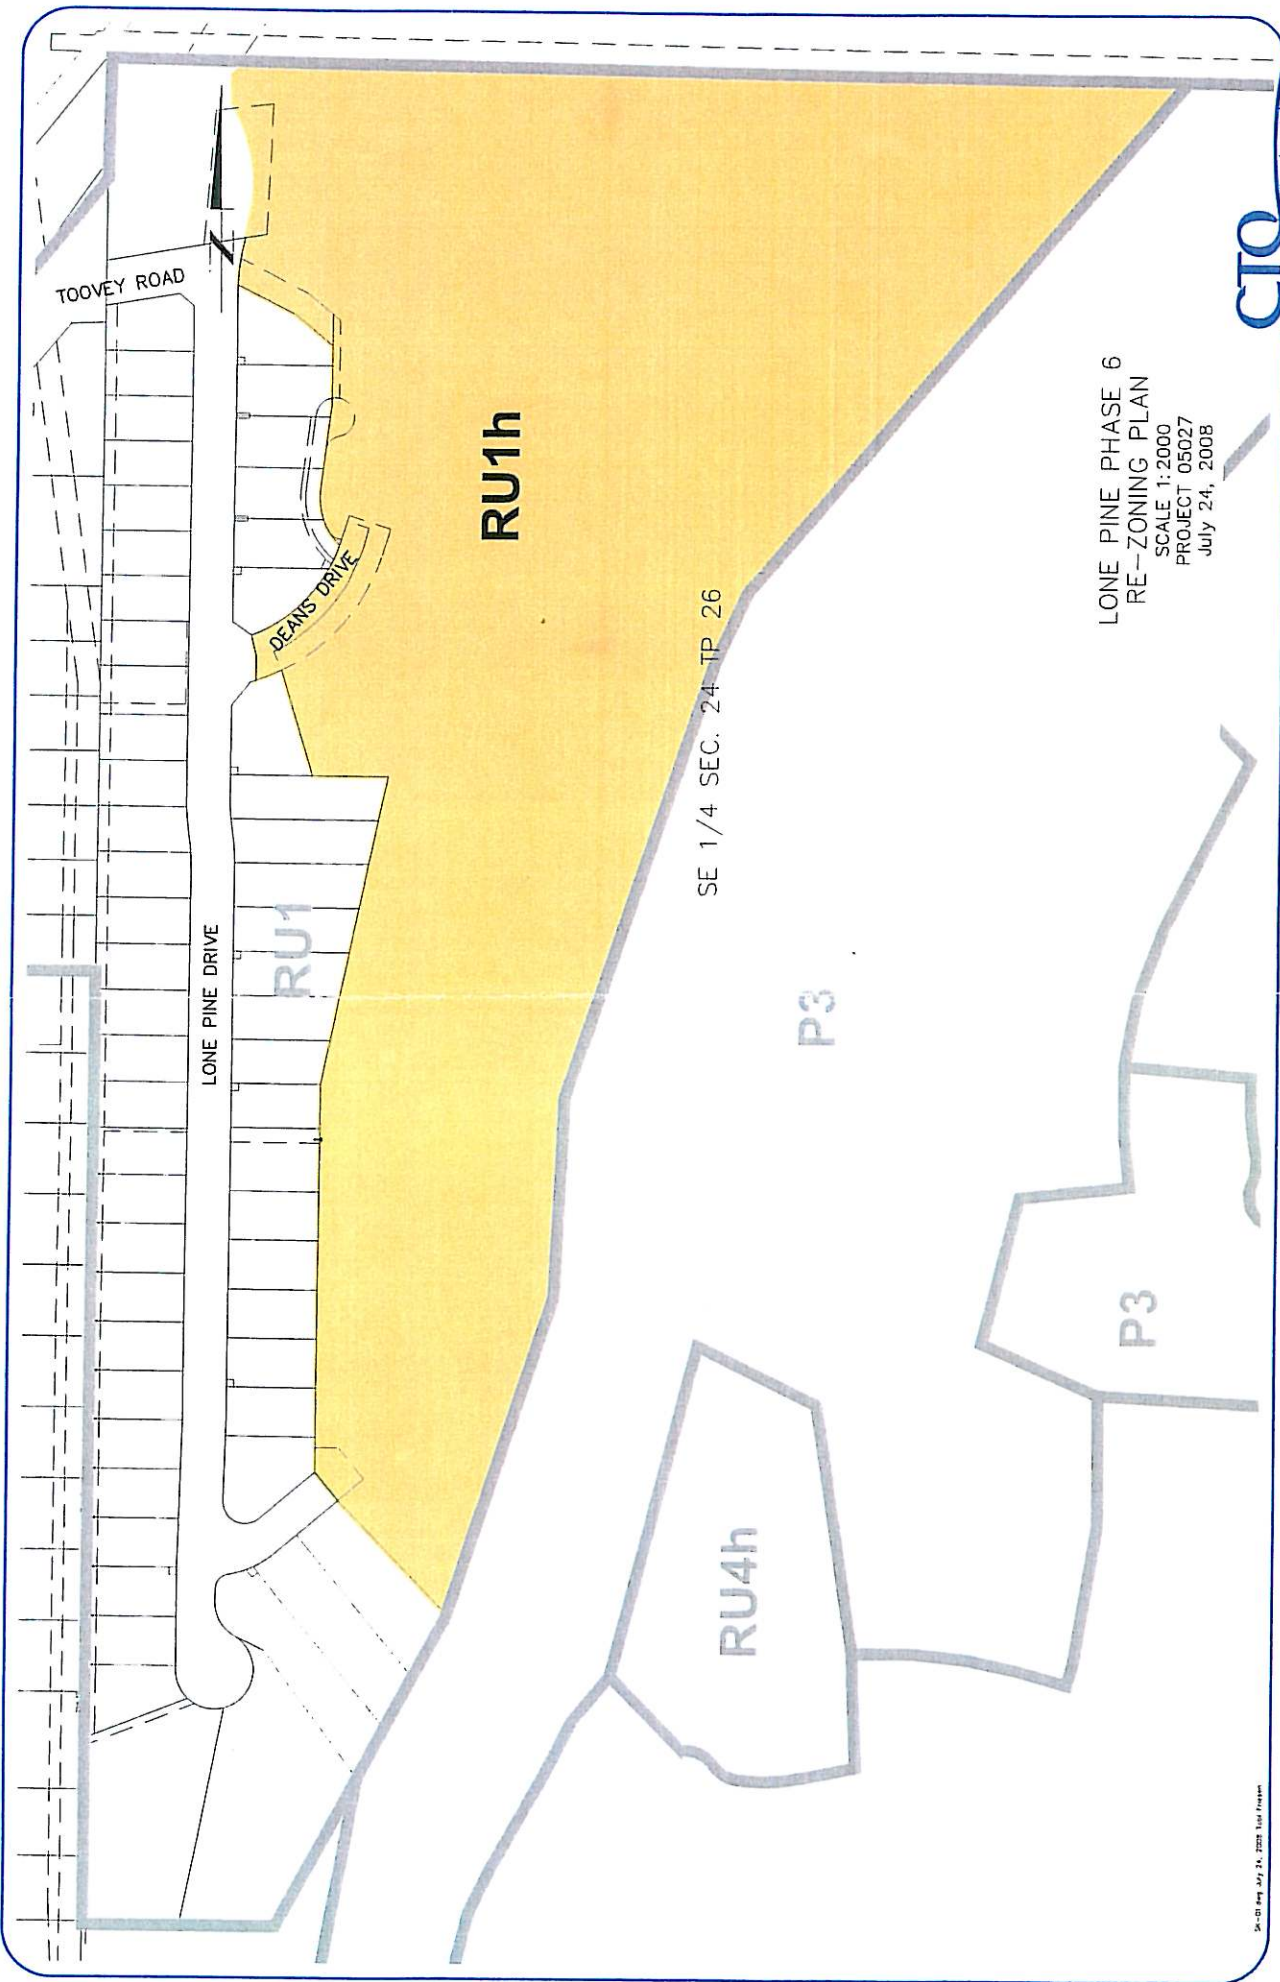 TOOVEY ROAD
Z
RU1h
DEANS DRIVE
LONE PINE DRIVE
RU1
SE 1/4 SEC. 24 TP 26
P3
P3
RU4h
LONE PINE PHASE 6
RE-ZONING PLAN
SCALE 1:2000
PROJECT 05027
July 24, 2008
CTQ